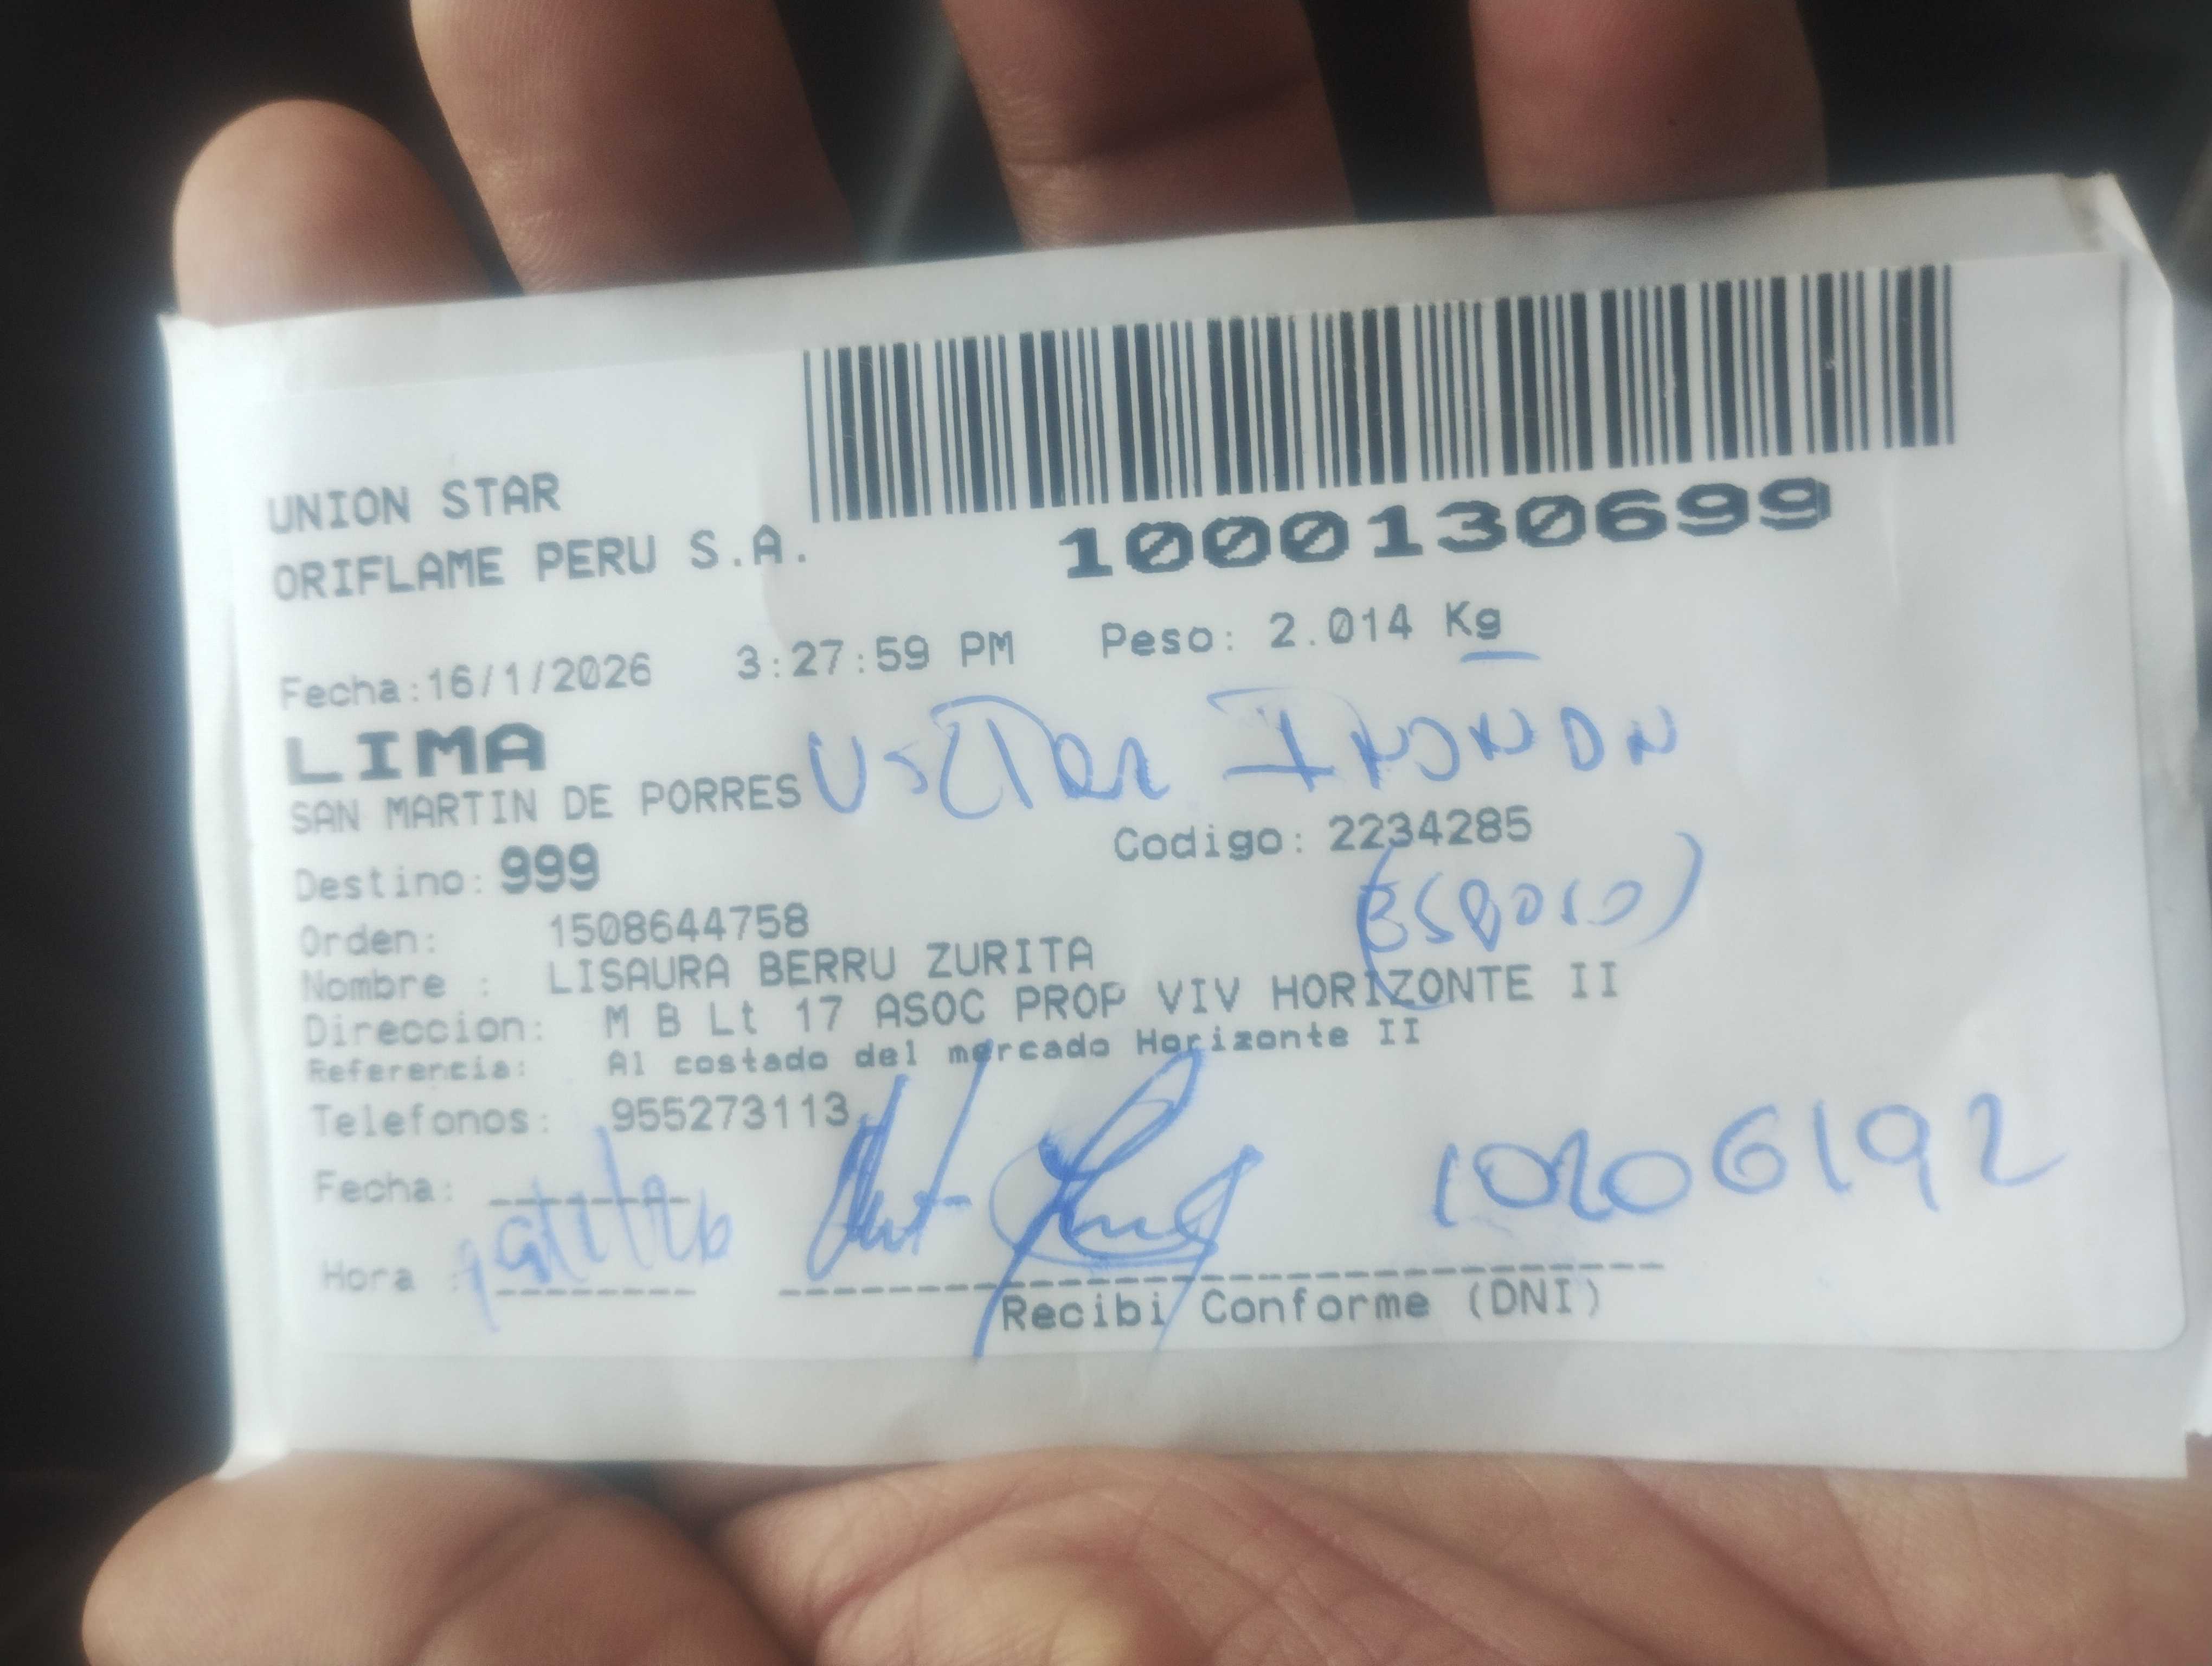 UNION STAR
ORIFLAME PERU S.A.
1000130699
Fecha:16/1/2026 3:27:59 PM Peso: 2.014 Kg
LIMA
SAN MARTIN DE PORRES
Codigo: 2234285
Destino: 999
(Esposo)
Orden: 1508644758
Nombre : LISAURA BERRU ZURITA
Direccion: M B Lt 17 ASOC PROP VIV HORIZONTE II
Referencia: Al costado del mercado Horizonte II
Telefonos: 955273113
Fecha:
10206192
Hora :
Recibi Conforme (DNI)